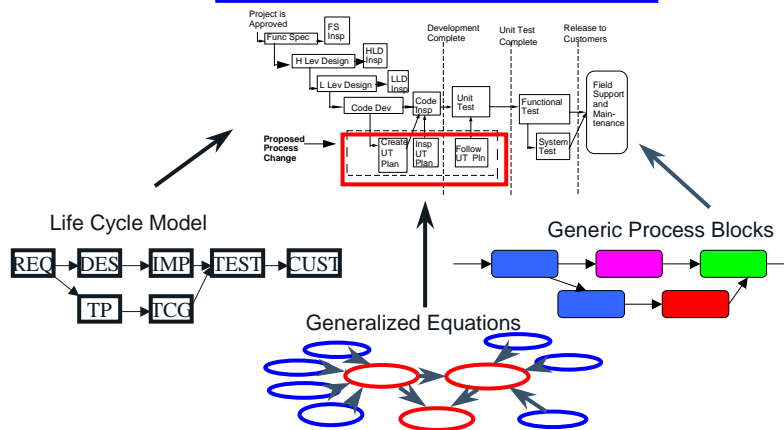 Project is
Approved
Func Spec
FS
Insp
H Lev Design
HLD
Insp
L Lev Design
LLD
Insp
Code Dev
Code
Insp
Development
Complete
Unit Test
Complete
Release to
Customers
Unit
Test
Functional
Test
System
Test
Field
Support
and
Main-
tenance
Proposed
Process
Change
Create
UT
Plan
Insp
UT
Plan
Follow
UT Pln
Life Cycle Model
REQ
DES
IMP
TEST
CUST
TP
TCG
Generic Process Blocks
Generalized Equations